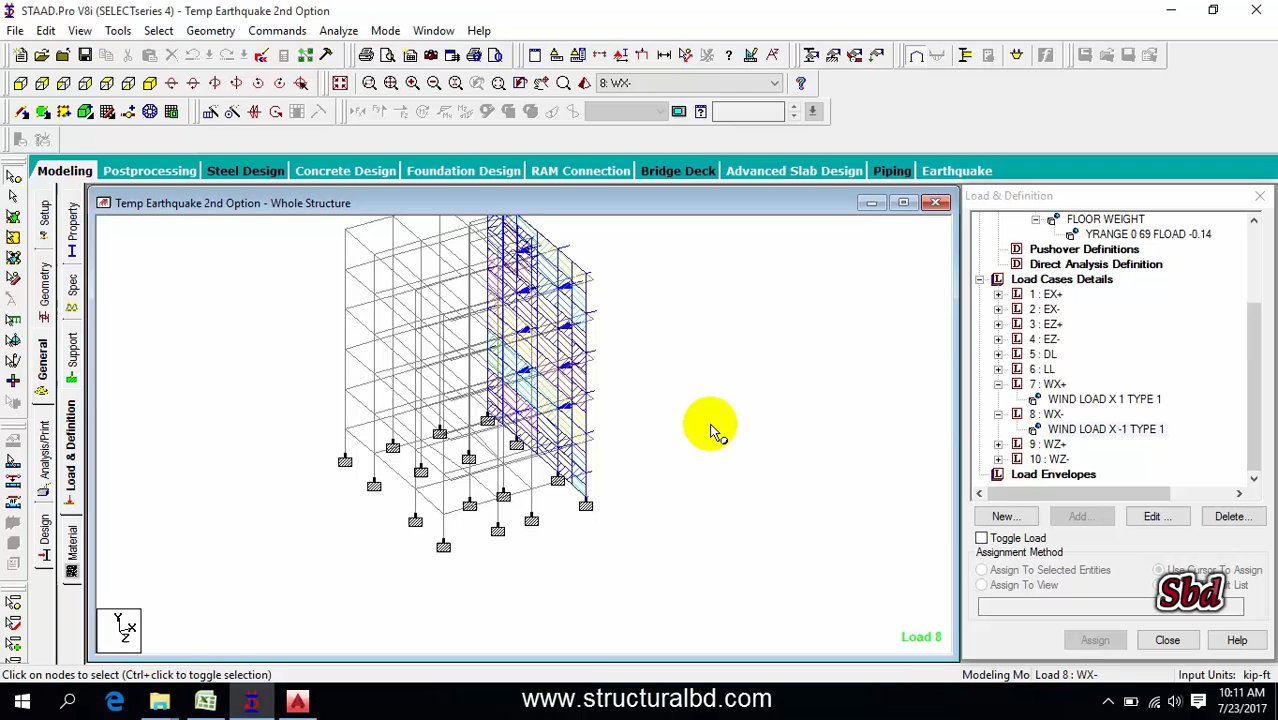 STAAD.Pro V8i (SELECTseries 4) - Temp Earthquake 2nd Option
File Edit View Tools Select Geometry Commands Analyze Mode Window Help
8: WX-
Modeling Postprocessing Steel Design Concrete Design Foundation Design RAM Connection Bridge Deck Advanced Slab Design Piping Earthquake
Setup
Geometry
General
Analysis/Print
Design
Property
Spec
Support
Load & Definition
Material
Temp Earthquake 2nd Option - Whole Structure
Y
X
Z
Load 8
Load & Definition
FLOOR WEIGHT
YRANGE 0 69 FLOAD -0.14
Pushover Definitions
Direct Analysis Definition
Load Cases Details
1 : EX+
2 : EX-
3 : EZ+
4 : EZ-
5 : DL
6 : LL
7 : WX+
WIND LOAD X 1 TYPE 1
8 : WX-
WIND LOAD X -1 TYPE 1
9 : WZ+
10 : WZ-
Load Envelopes
New... Add... Edit ... Delete...
Toggle Load
Assignment Method
Assign To Selected Entities
Use Cursor To Assign
Assign To View
List
Sbd
Assign Close Help
Click on nodes to select (Ctrl+click to toggle selection)
Modeling Mo Load 8 : WX- Input Units: kip-ft
www.structuralbd.com
10:11 AM
7/23/2017